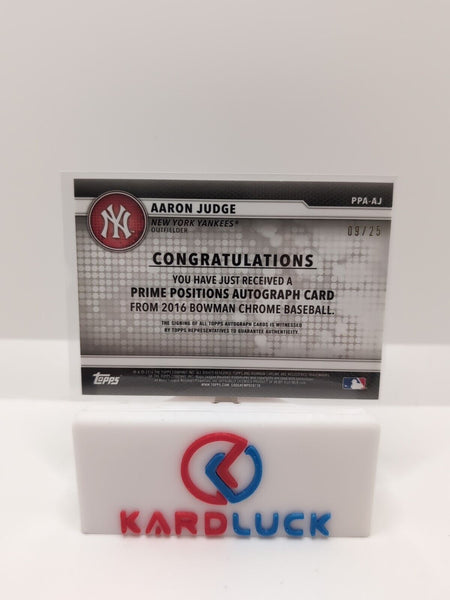 PPA-AJ
NY
AARON JUDGE
NEW YORK YANKEES®
OUTFIELDER
09/25
CONGRATULATIONS
YOU HAVE JUST RECEIVED A
PRIME POSITIONS AUTOGRAPH CARD
FROM 2016 BOWMAN CHROME BASEBALL.
THE SIGNING OF ALL TOPPS AUTOGRAPH CARDS IS WITNESSED
BY TOPPS REPRESENTATIVES TO GUARANTEE AUTHENTICITY.
Topps
KARDLUCK